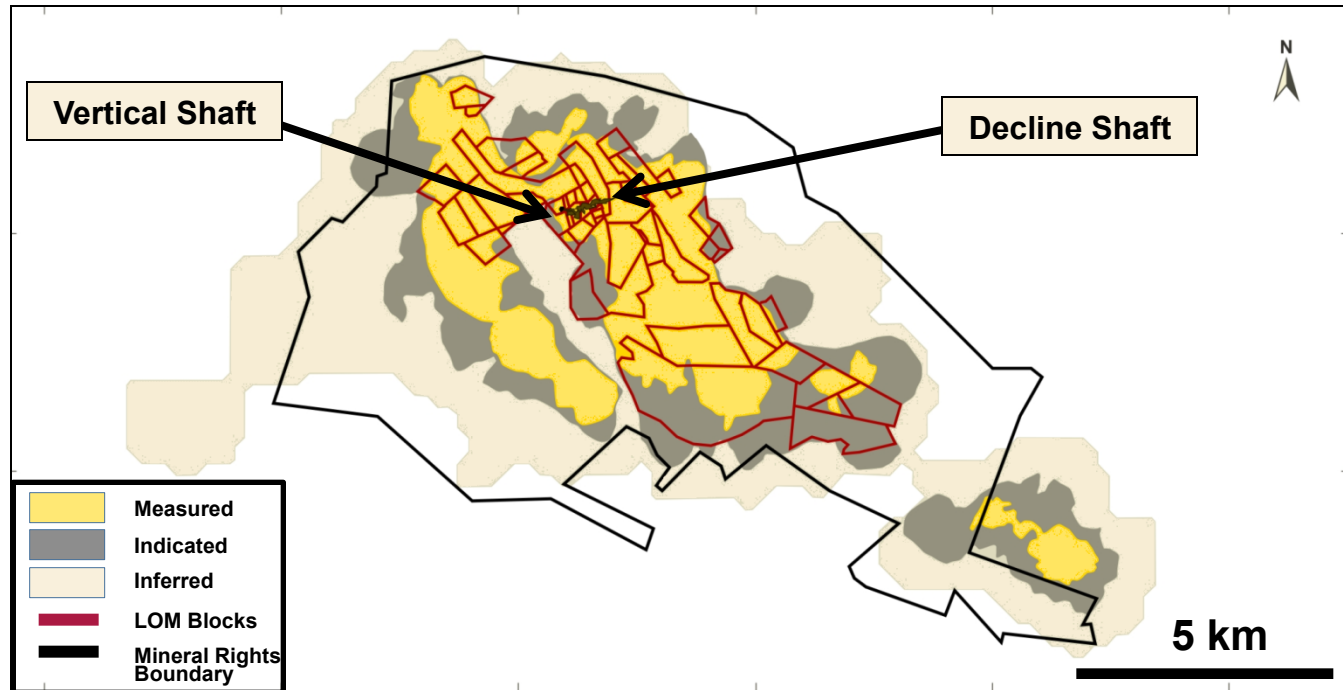 N
Vertical Shaft
Decline Shaft
Measured
Indicated
Inferred
LOM Blocks
Mineral Rights
Boundary
5 km